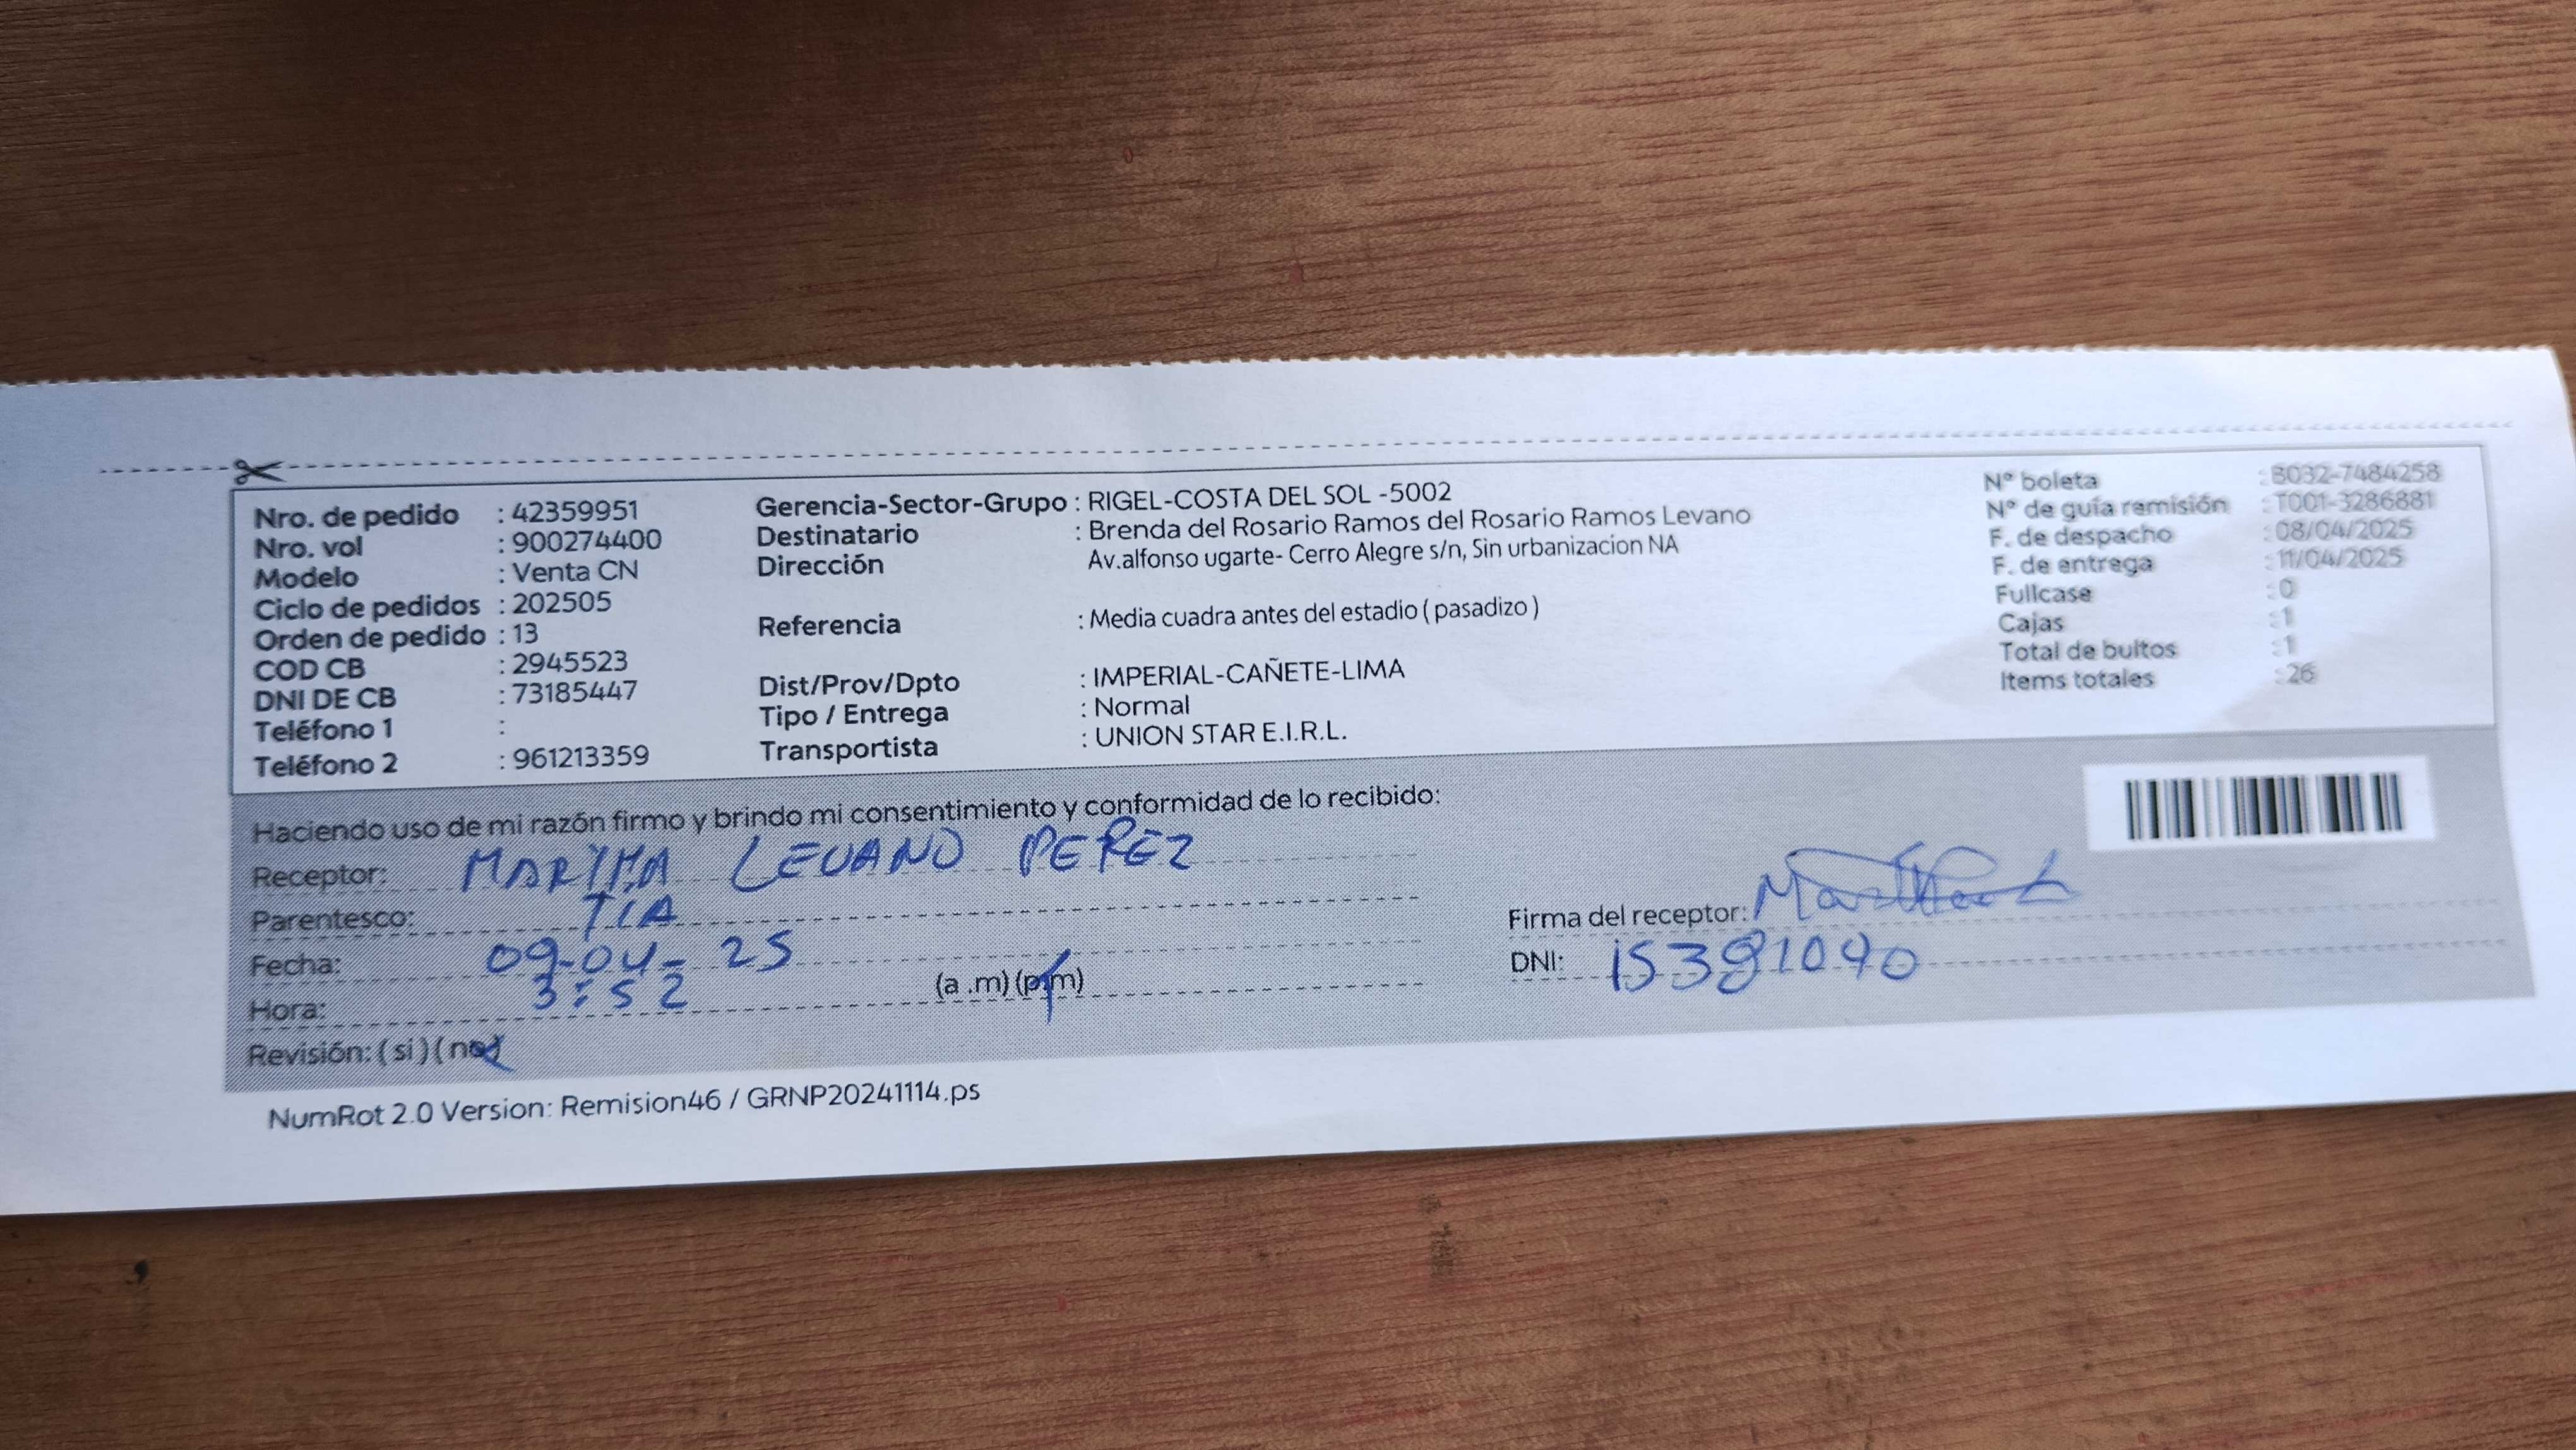 Nro. de pedido : 42359951
Nro. vol : 900274400
Modelo : Venta CN
Ciclo de pedidos : 202505
Orden de pedido : 13
COD CB : 2945523
DNI DE CB : 73185447
Teléfono 1 :
Teléfono 2 : 961213359
Gerencia-Sector-Grupo : RIGEL-COSTA DEL SOL -5002
Destinatario : Brenda del Rosario Ramos del Rosario Ramos Levano
Dirección Av.alfonso ugarte- Cerro Alegre s/n, Sin urbanizacion NA
Referencia : Media cuadra antes del estadio ( pasadizo )
Dist/Prov/Dpto : IMPERIAL-CAÑETE-LIMA
Tipo / Entrega : Normal
Transportista : UNION STAR E.I.R.L.
N° boleta : B032-7484258
N° de guía remisión : T001-3286881
F. de despacho : 08/04/2025
F. de entrega : 11/04/2025
Fullcase : 0
Cajas : 1
Total de bultos : 1
Items totales : 26
Haciendo uso de mi razón firmo y brindo mi consentimiento y conformidad de lo recibido:
Receptor: MARTHA LEVANO PEREZ
Parentesco: TIA
Fecha: 09-04-25
Hora: 3:52 (a .m) (p.m)
Revisión: ( si ) ( no )
Firma del receptor: Martha L
DNI: 15381040
NumRot 2.0 Version: Remision46 / GRNP20241114.ps